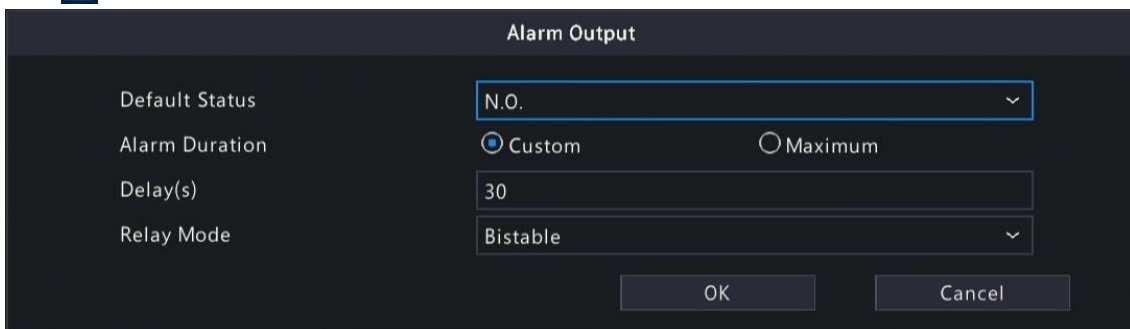 Alarm Output
Default Status N.O.
Alarm Duration Custom Maximum
Delay(s) 30
Relay Mode Bistable
OK Cancel